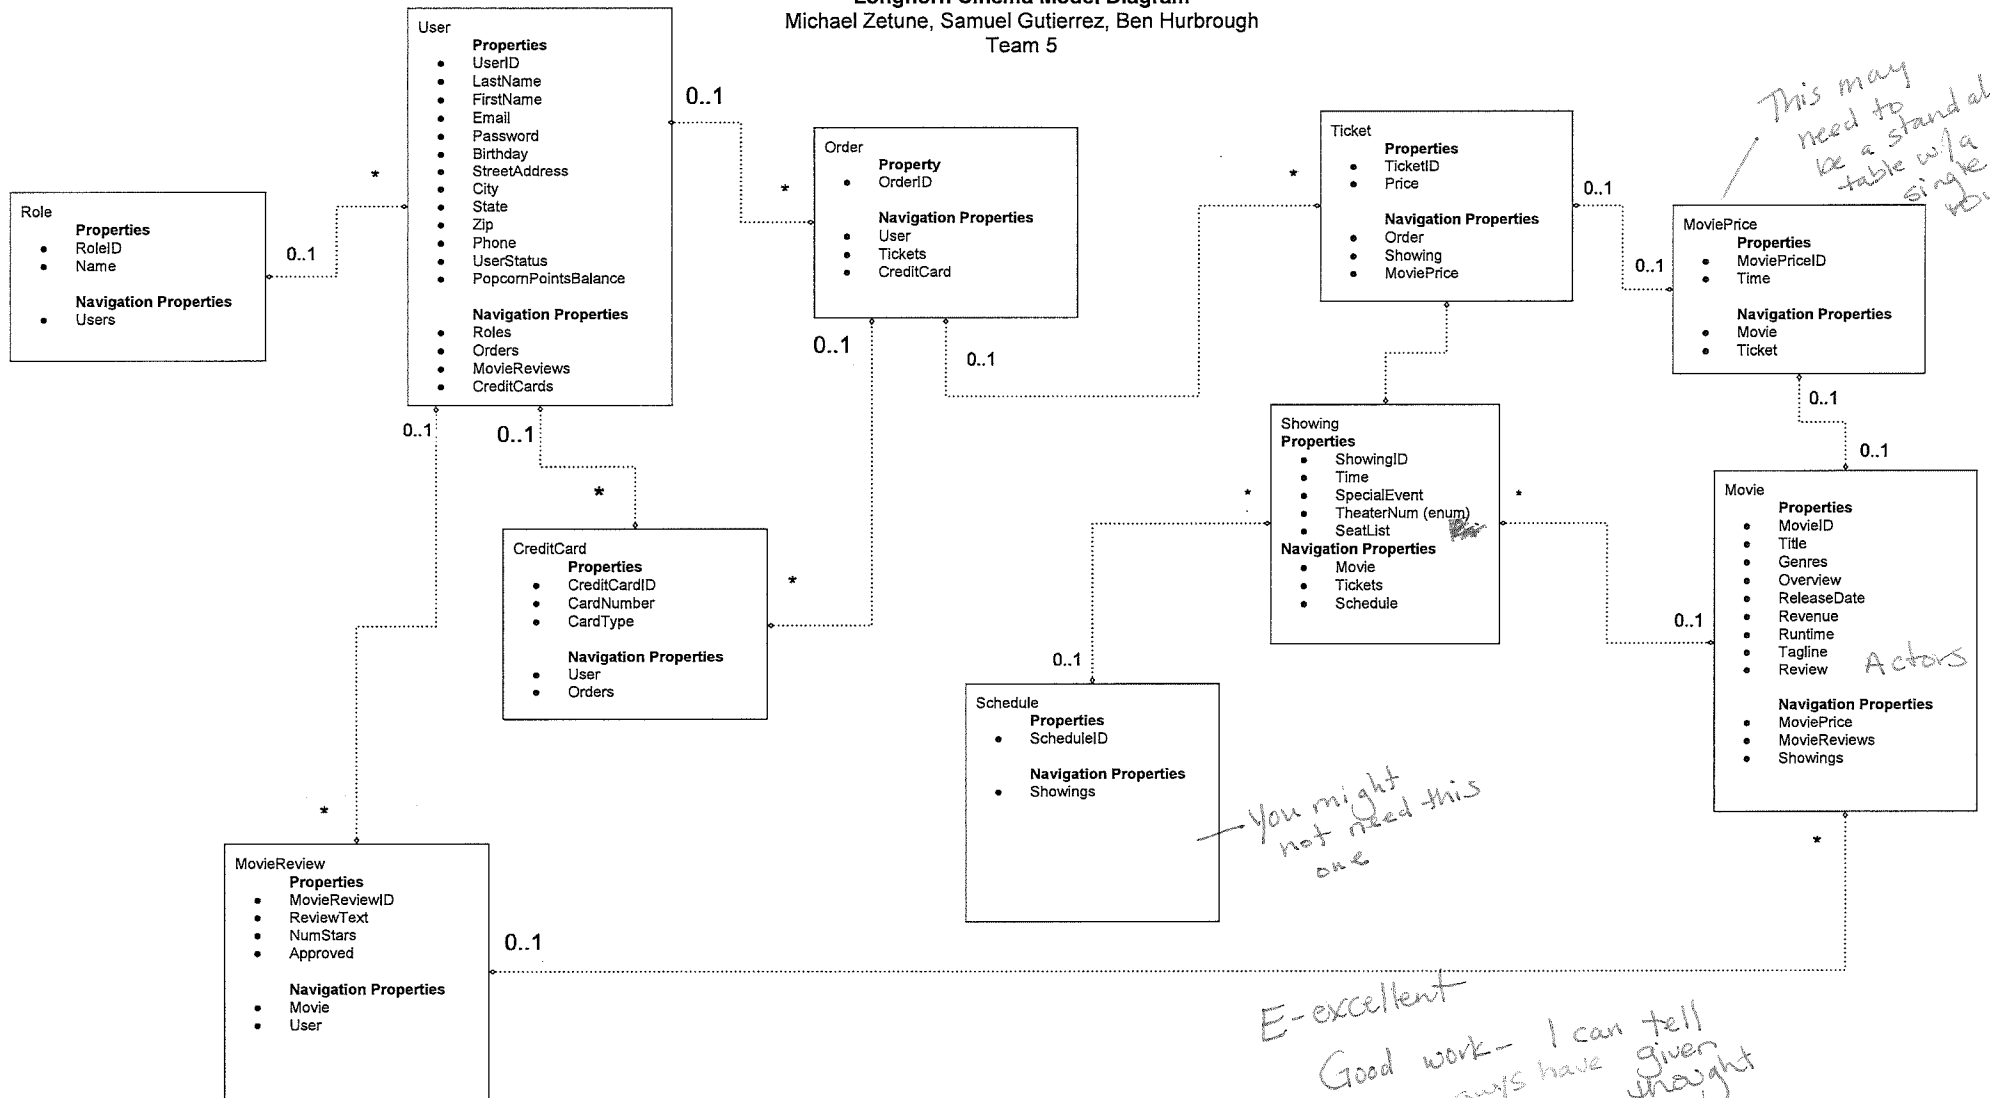 Longhorn Cinema Model Diagram
Michael Zetune, Samuel Gutierrez, Ben Hurbrough
Team 5
User
Properties
UserID
LastName
FirstName
Email
Password
Birthday
StreetAddress
City
State
Zip
Phone
UserStatus
PopcornPointsBalance
Navigation Properties
Roles
Orders
MovieReviews
CreditCards
0..1
*
*
0..1
Role
Properties
RoleID
Name
Navigation Properties
Users
Order
Property
OrderID
Navigation Properties
User
Tickets
CreditCard
0..1
0..1
*
Ticket
Properties
TicketID
Price
Navigation Properties
Order
Showing
MoviePrice
0..1
0..1
This may
need to
be a stand al
table w/a
single
MoviePrice
Properties
MoviePriceID
Time
Navigation Properties
Movie
Ticket
0..1
0..1
0..1
0..1
*
CreditCard
Properties
CreditCardID
CardNumber
CardType
Navigation Properties
User
Orders
*
Showing
Properties
ShowingID
Time
SpecialEvent
TheaterNum (enum)
SeatList
Navigation Properties
Movie
Tickets
Schedule
*
*
0..1
0..1
Movie
Properties
MovieID
Title
Genres
Overview
ReleaseDate
Revenue
Runtime
Tagline
Review
Actors
Navigation Properties
MoviePrice
MovieReviews
Showings
*
Schedule
Properties
ScheduleID
Navigation Properties
Showings
You might
not need this
one
*
MovieReview
Properties
MovieReviewID
ReviewText
NumStars
Approved
Navigation Properties
Movie
User
0..1
E-excellent
Good work- I can tell
guys have given
thought